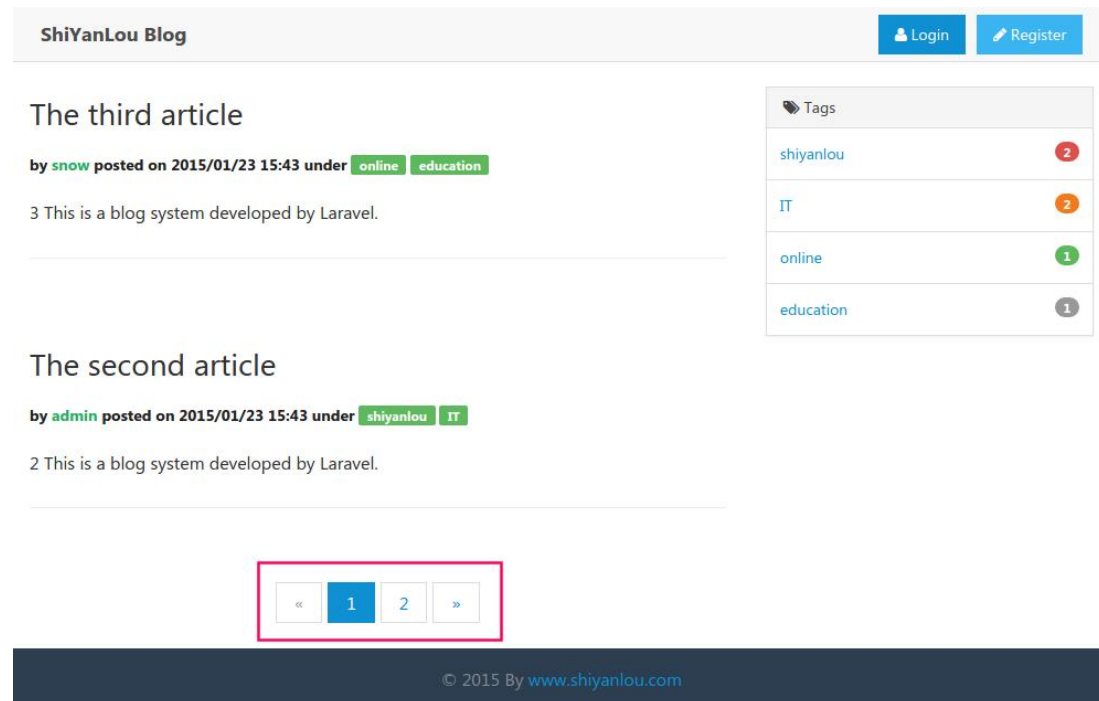 ShiYanLou Blog
Login
Register
The third article
by snow posted on 2015/01/23 15:43 under online education
3 This is a blog system developed by Laravel.
The second article
by admin posted on 2015/01/23 15:43 under shiyanlou IT
2 This is a blog system developed by Laravel.
« 1 2 »
Tags
shiyanlou 2
IT 2
online 1
education 1
© 2015 By www.shiyanlou.com